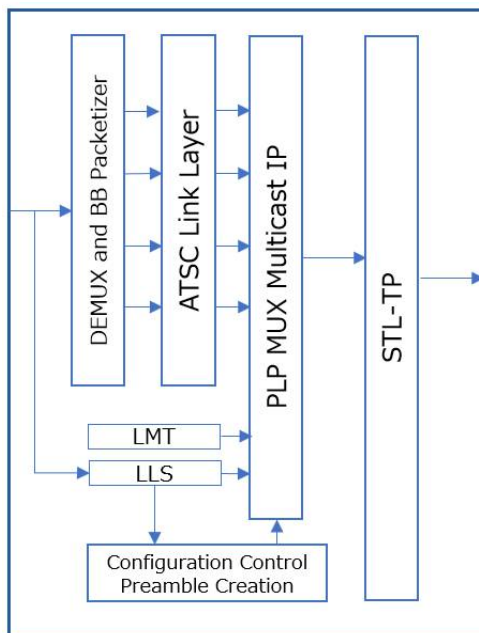 DEMUX and BB Packetizer
ATSC Link Layer
PLP MUX Multicast IP
STL-TP
LMT
LLS
Configuration Control
Preamble Creation